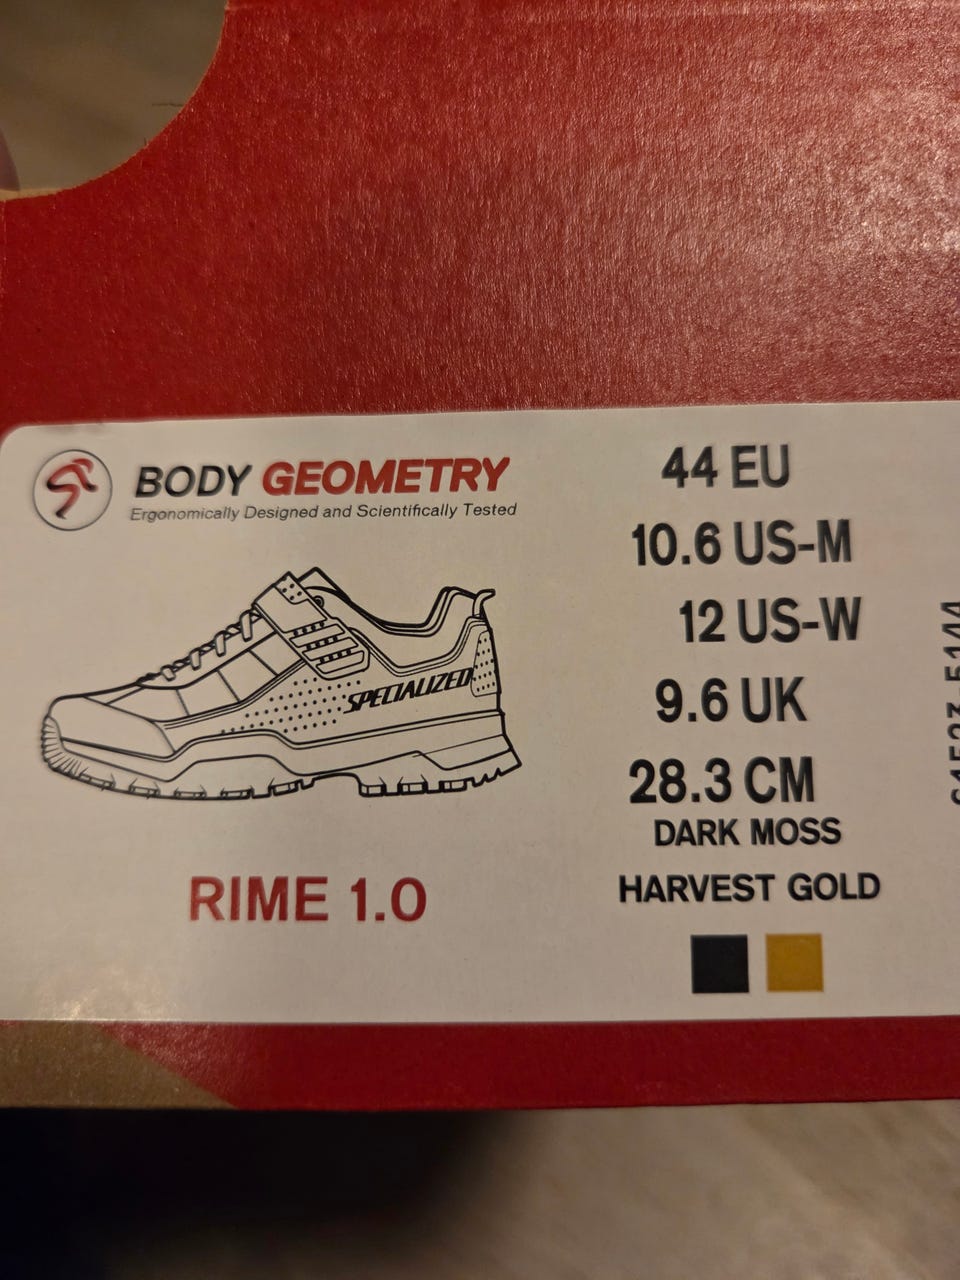 BODY GEOMETRY
Ergonomically Designed and Scientifically Tested
SPECIALIZED
RIME 1.0
44 EU
10.6 US-M
12 US-W
9.6 UK
28.3 CM
DARK MOSS
HARVEST GOLD